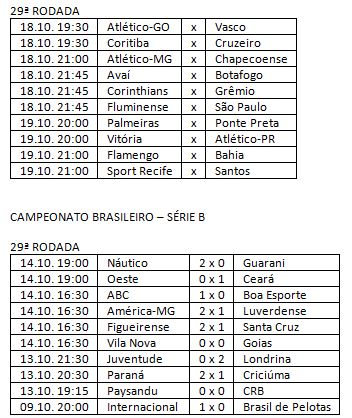 29ª RODADA
18.10. 19:30 Atlético-GO x Vasco
18.10. 19:30 Coritiba x Cruzeiro
18.10. 21:00 Atlético-MG x Chapecoense
18.10. 21:45 Avaí x Botafogo
18.10. 21:45 Corinthians x Grêmio
18.10. 21:45 Fluminense x São Paulo
19.10. 20:00 Palmeiras x Ponte Preta
19.10. 20:00 Vitória x Atlético-PR
19.10. 21:00 Flamengo x Bahia
19.10. 21:00 Sport Recife x Santos
CAMPEONATO BRASILEIRO – SÉRIE B
29ª RODADA
14.10. 19:00 Náutico 2 x 0 Guarani
14.10. 19:00 Oeste 0 x 1 Ceará
14.10. 16:30 ABC 1 x 0 Boa Esporte
14.10. 16:30 América-MG 2 x 1 Luverdense
14.10. 16:30 Figueirense 2 x 1 Santa Cruz
14.10. 16:30 Vila Nova 0 x 0 Goias
13.10. 21:30 Juventude 0 x 2 Londrina
13.10. 20:30 Paraná 2 x 1 Criciúma
13.10. 19:15 Paysandu 0 x 0 CRB
09.10. 20:00 Internacional 1 x 0 Brasil de Pelotas